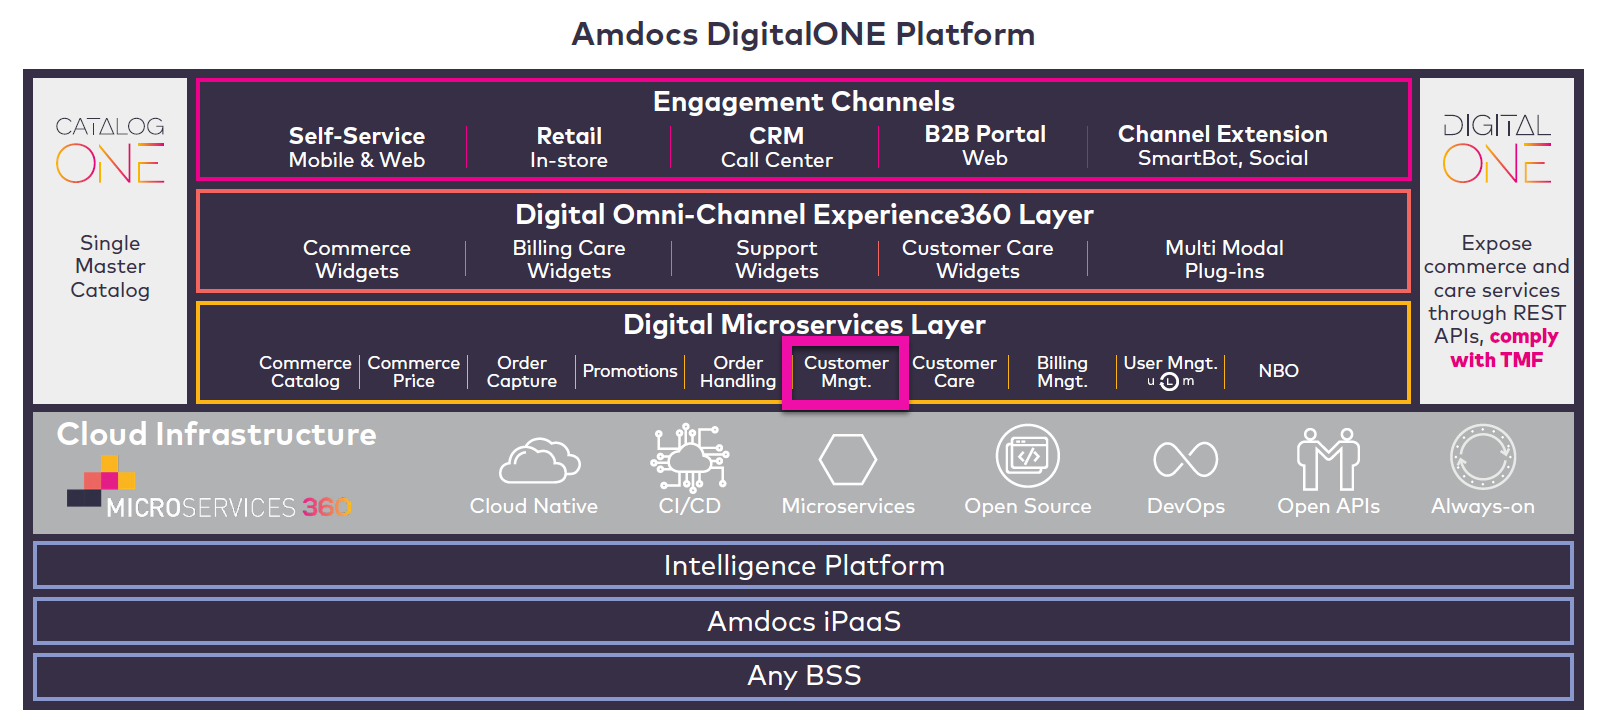 Amdocs DigitalONE Platform
CATALOG
ONE
Single
Master
Catalog
Engagement Channels
Self-Service
Mobile & Web
Retail
In-store
CRM
Call Center
B2B Portal
Web
Channel Extension
SmartBot, Social
Digital Omni-Channel Experience360 Layer
Commerce
Widgets
Billing Care
Widgets
Support
Widgets
Customer Care
Widgets
Multi Modal
Plug-ins
Digital Microservices Layer
Commerce
Catalog
Commerce
Price
Order
Capture
Promotions
Order
Handling
Customer
Mngt.
Customer
Care
Billing
Mngt.
User Mngt.
u L m
NBO
DIGITAL
ONE
Expose
commerce and
care services
through REST
APIs, comply
with TMF
Cloud Infrastructure
MICROSERVICES 360
Cloud Native
CI/CD
Microservices
</>
Open Source
DevOps
Open APIs
Always-on
Intelligence Platform
Amdocs iPaaS
Any BSS